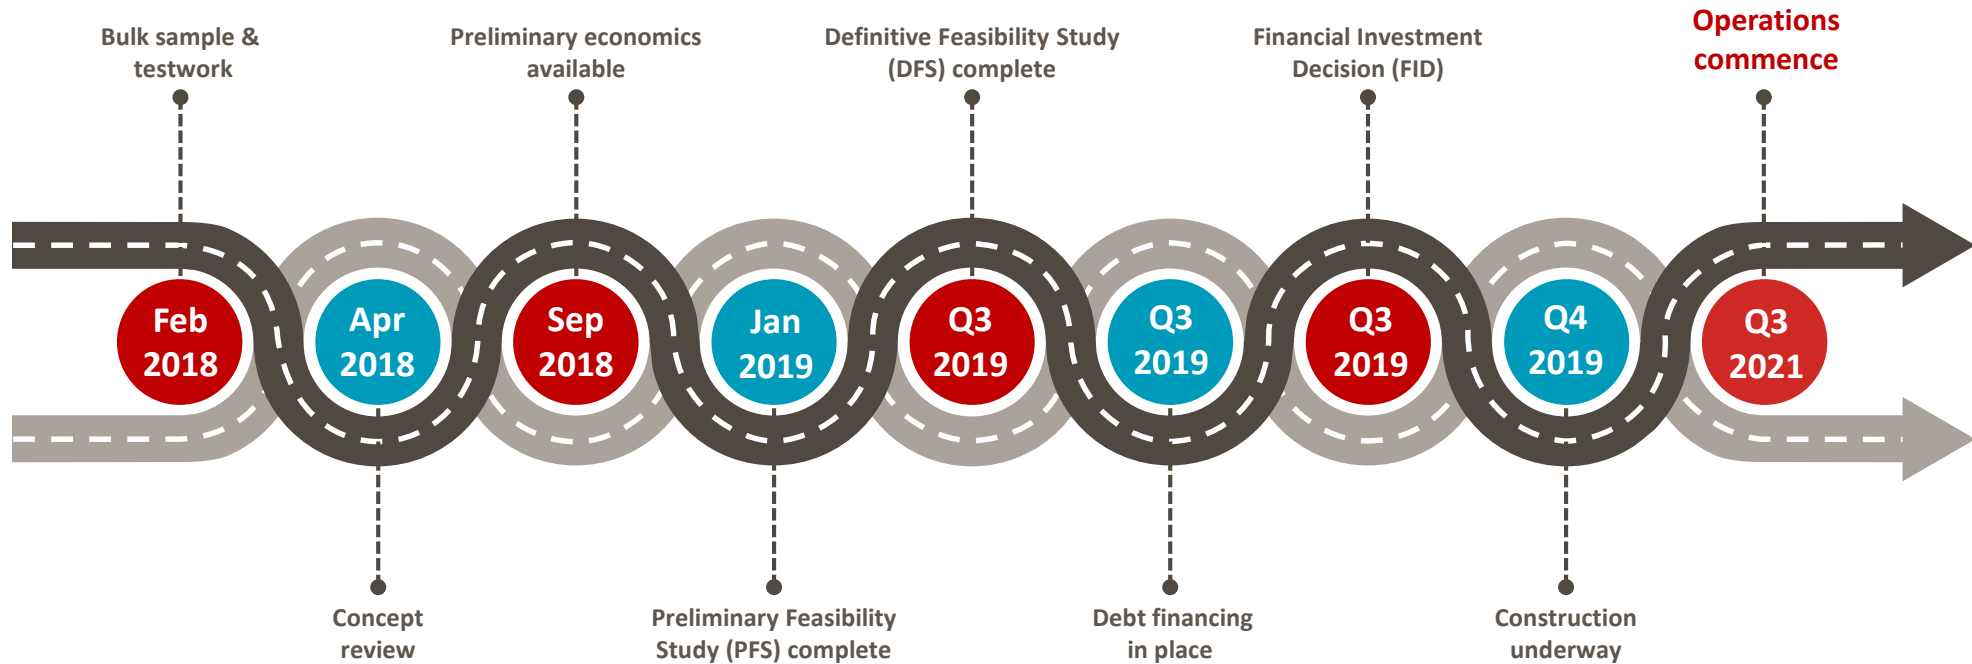 Bulk sample &
testwork
Preliminary economics
available
Definitive Feasibility Study
(DFS) complete
Financial Investment
Decision (FID)
Operations
commence
Feb
2018
Apr
2018
Sep
2018
Jan
2019
Q3
2019
Q3
2019
Q3
2019
Q4
2019
Q3
2021
Concept
review
Preliminary Feasibility
Study (PFS) complete
Debt financing
in place
Construction
underway